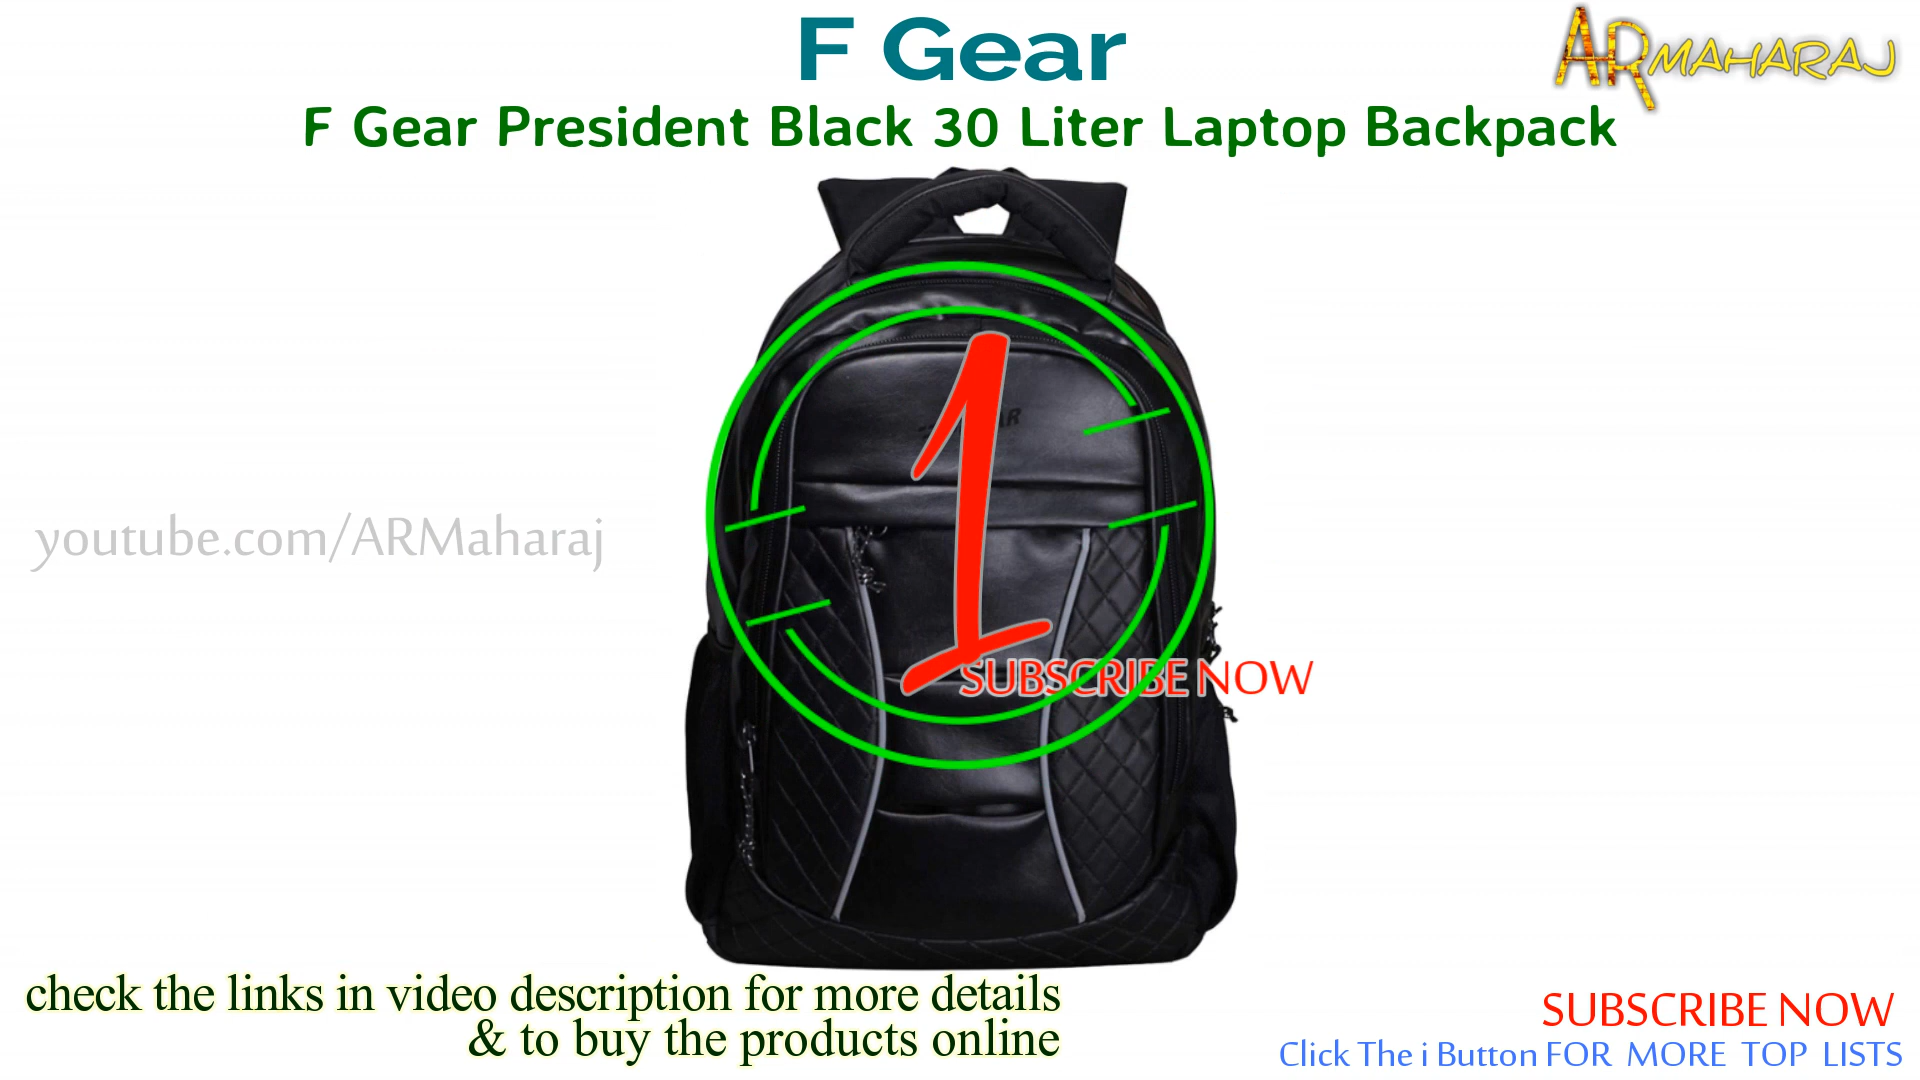 F Gear
ARMAHARAJ
F Gear President Black 30 Liter Laptop Backpack
1
youtube.com/ARMaharaj
SUBSCRIBE NOW
check the links in video description for more details
& to buy the products online
SUBSCRIBE NOW
Click The i Button FOR MORE TOP LISTS